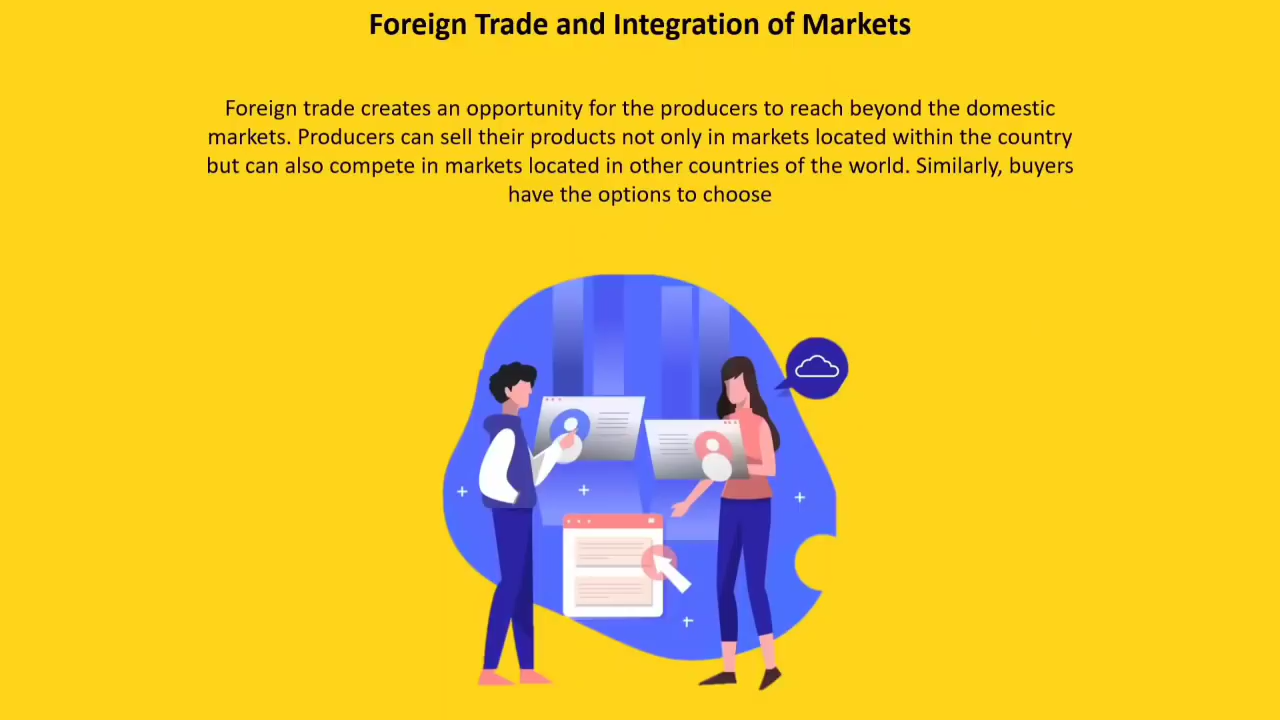 Foreign Trade and Integration of Markets
Foreign trade creates an opportunity for the producers to reach beyond the domestic
markets. Producers can sell their products not only in markets located within the country
but can also compete in markets located in other countries of the world. Similarly, buyers
have the options to choose